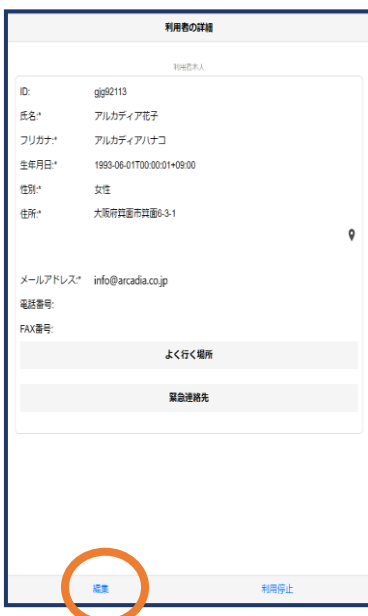 利用者の詳細
利用者本人
ID: gjg92113
氏名:* アルカディア花子
フリガナ:* アルカディアハナコ
生年月日:* 1993-06-01T00:00:01+09:00
性別:* 女性
住所:* 大阪府箕面市箕面6-3-1
メールアドレス:* info@arcadia.co.jp
電話番号:
FAX番号:
よく行く場所
緊急連絡先
編集 利用停止